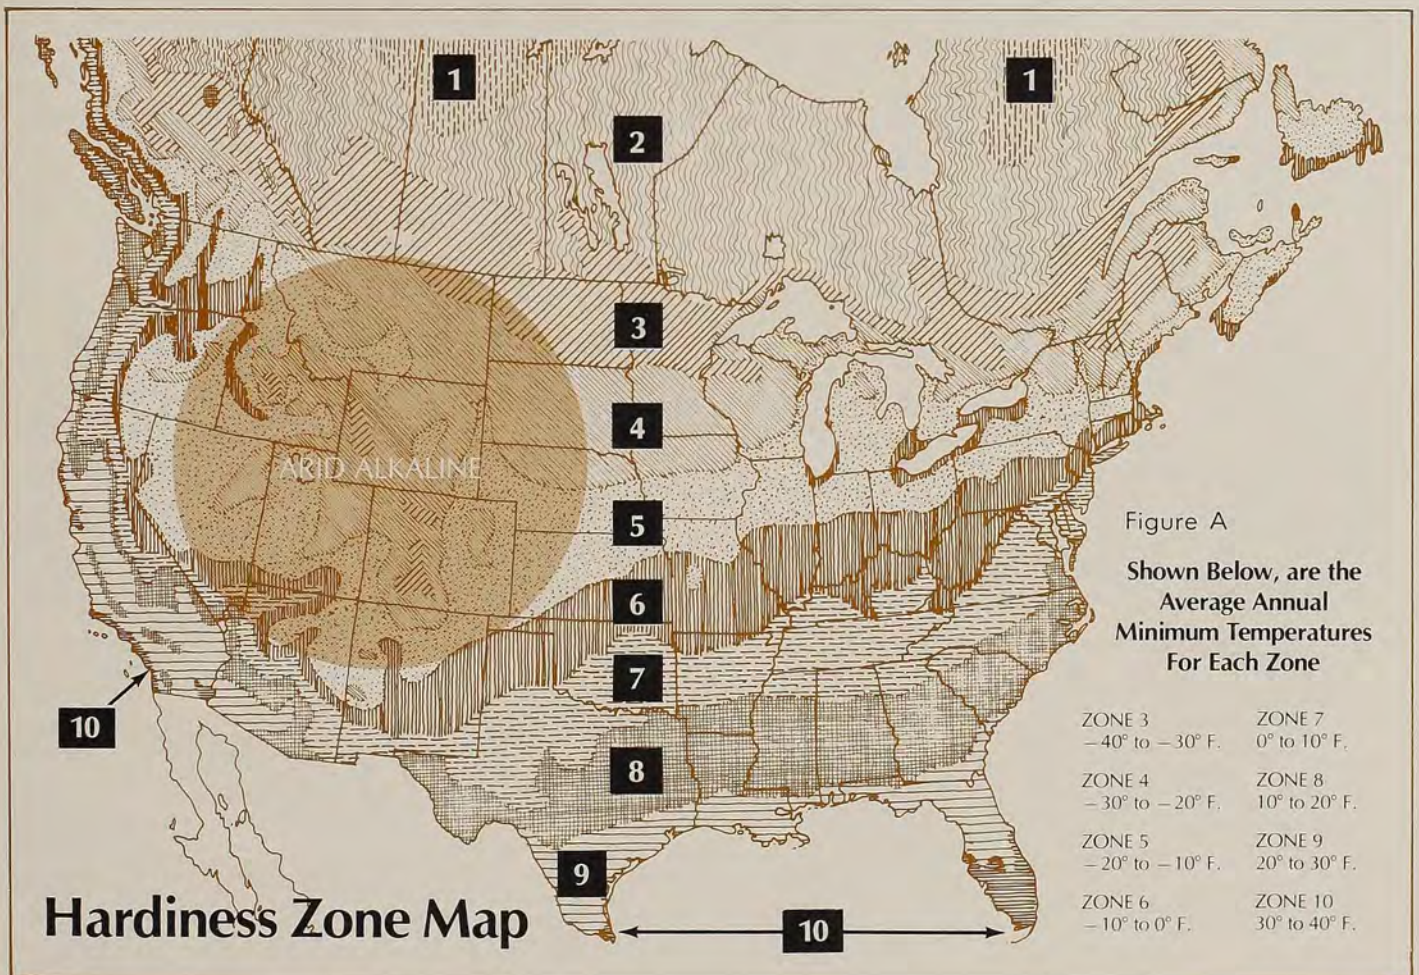 1
1
2
3
4
ARID ALKALINE
5
6
7
10
8
9
10
Hardiness Zone Map
Figure A
Shown Below, are the
Average Annual
Minimum Temperatures
For Each Zone
ZONE 3
−40° to −30° F.
ZONE 4
−30° to −20° F.
ZONE 5
−20° to −10° F.
ZONE 6
−10° to 0° F.
ZONE 7
0° to 10° F.
ZONE 8
10° to 20° F.
ZONE 9
20° to 30° F.
ZONE 10
30° to 40° F.